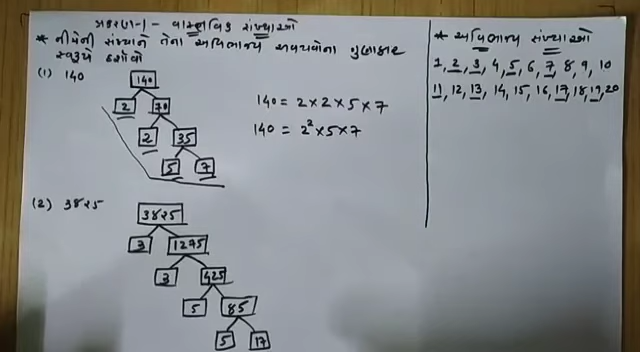 પ્રકરણ-1 - વાસ્તવિક સંખ્યાઓ
* નીચેની સંખ્યાને તેના અવિભાજ્ય અવયવોના ગુણાકાર
સ્વરૂપે દર્શાવો
(1) 140
140
2 70
2 35
5 7
140 = 2×2×5×7
140 = 2²×5×7
(2) 3825
3825
3 1275
3 425
5 85
5 17
* અવિભાજ્ય સંખ્યાઓ
1, 2, 3, 4, 5, 6, 7, 8, 9, 10
11, 12, 13, 14, 15, 16, 17, 18, 19, 20